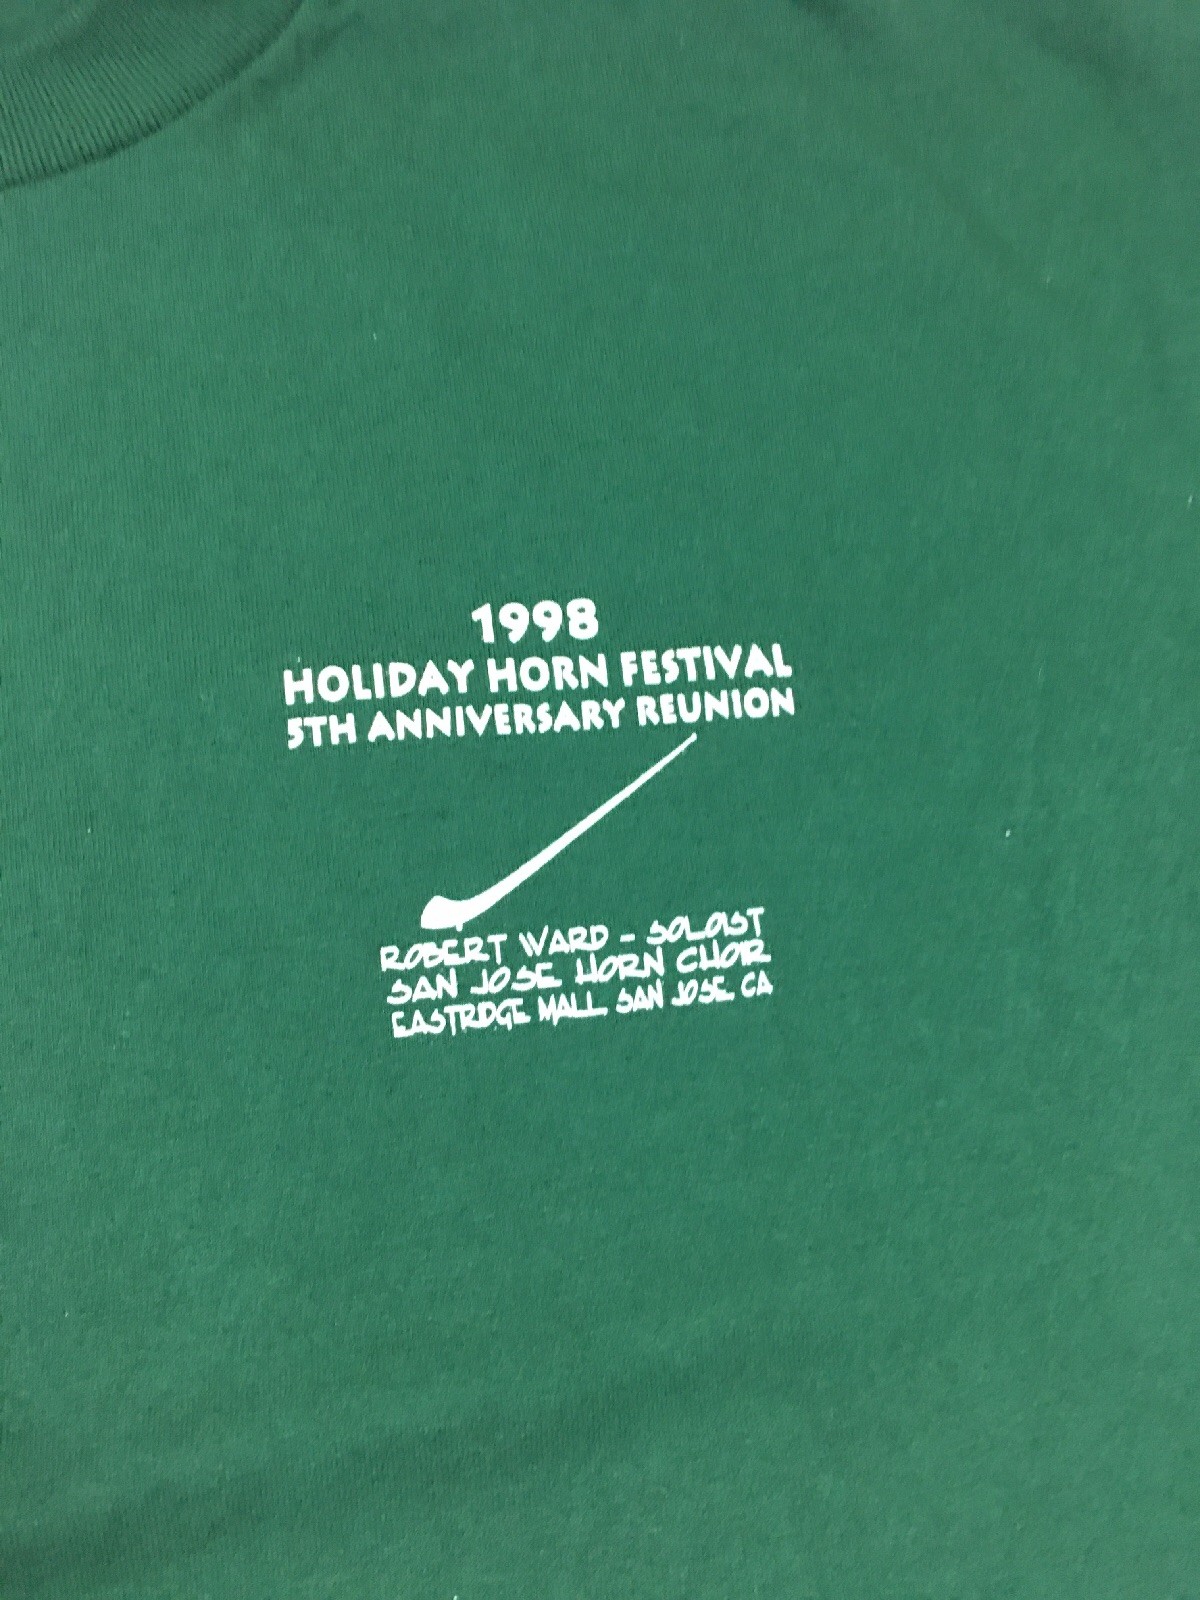 1998
HOLIDAY HORN FESTIVAL
5TH ANNIVERSARY REUNION
ROBERT WARD - SOLOIST
SAN JOSE HORN CHOIR
EASTRIDGE MALL SAN JOSE, CA